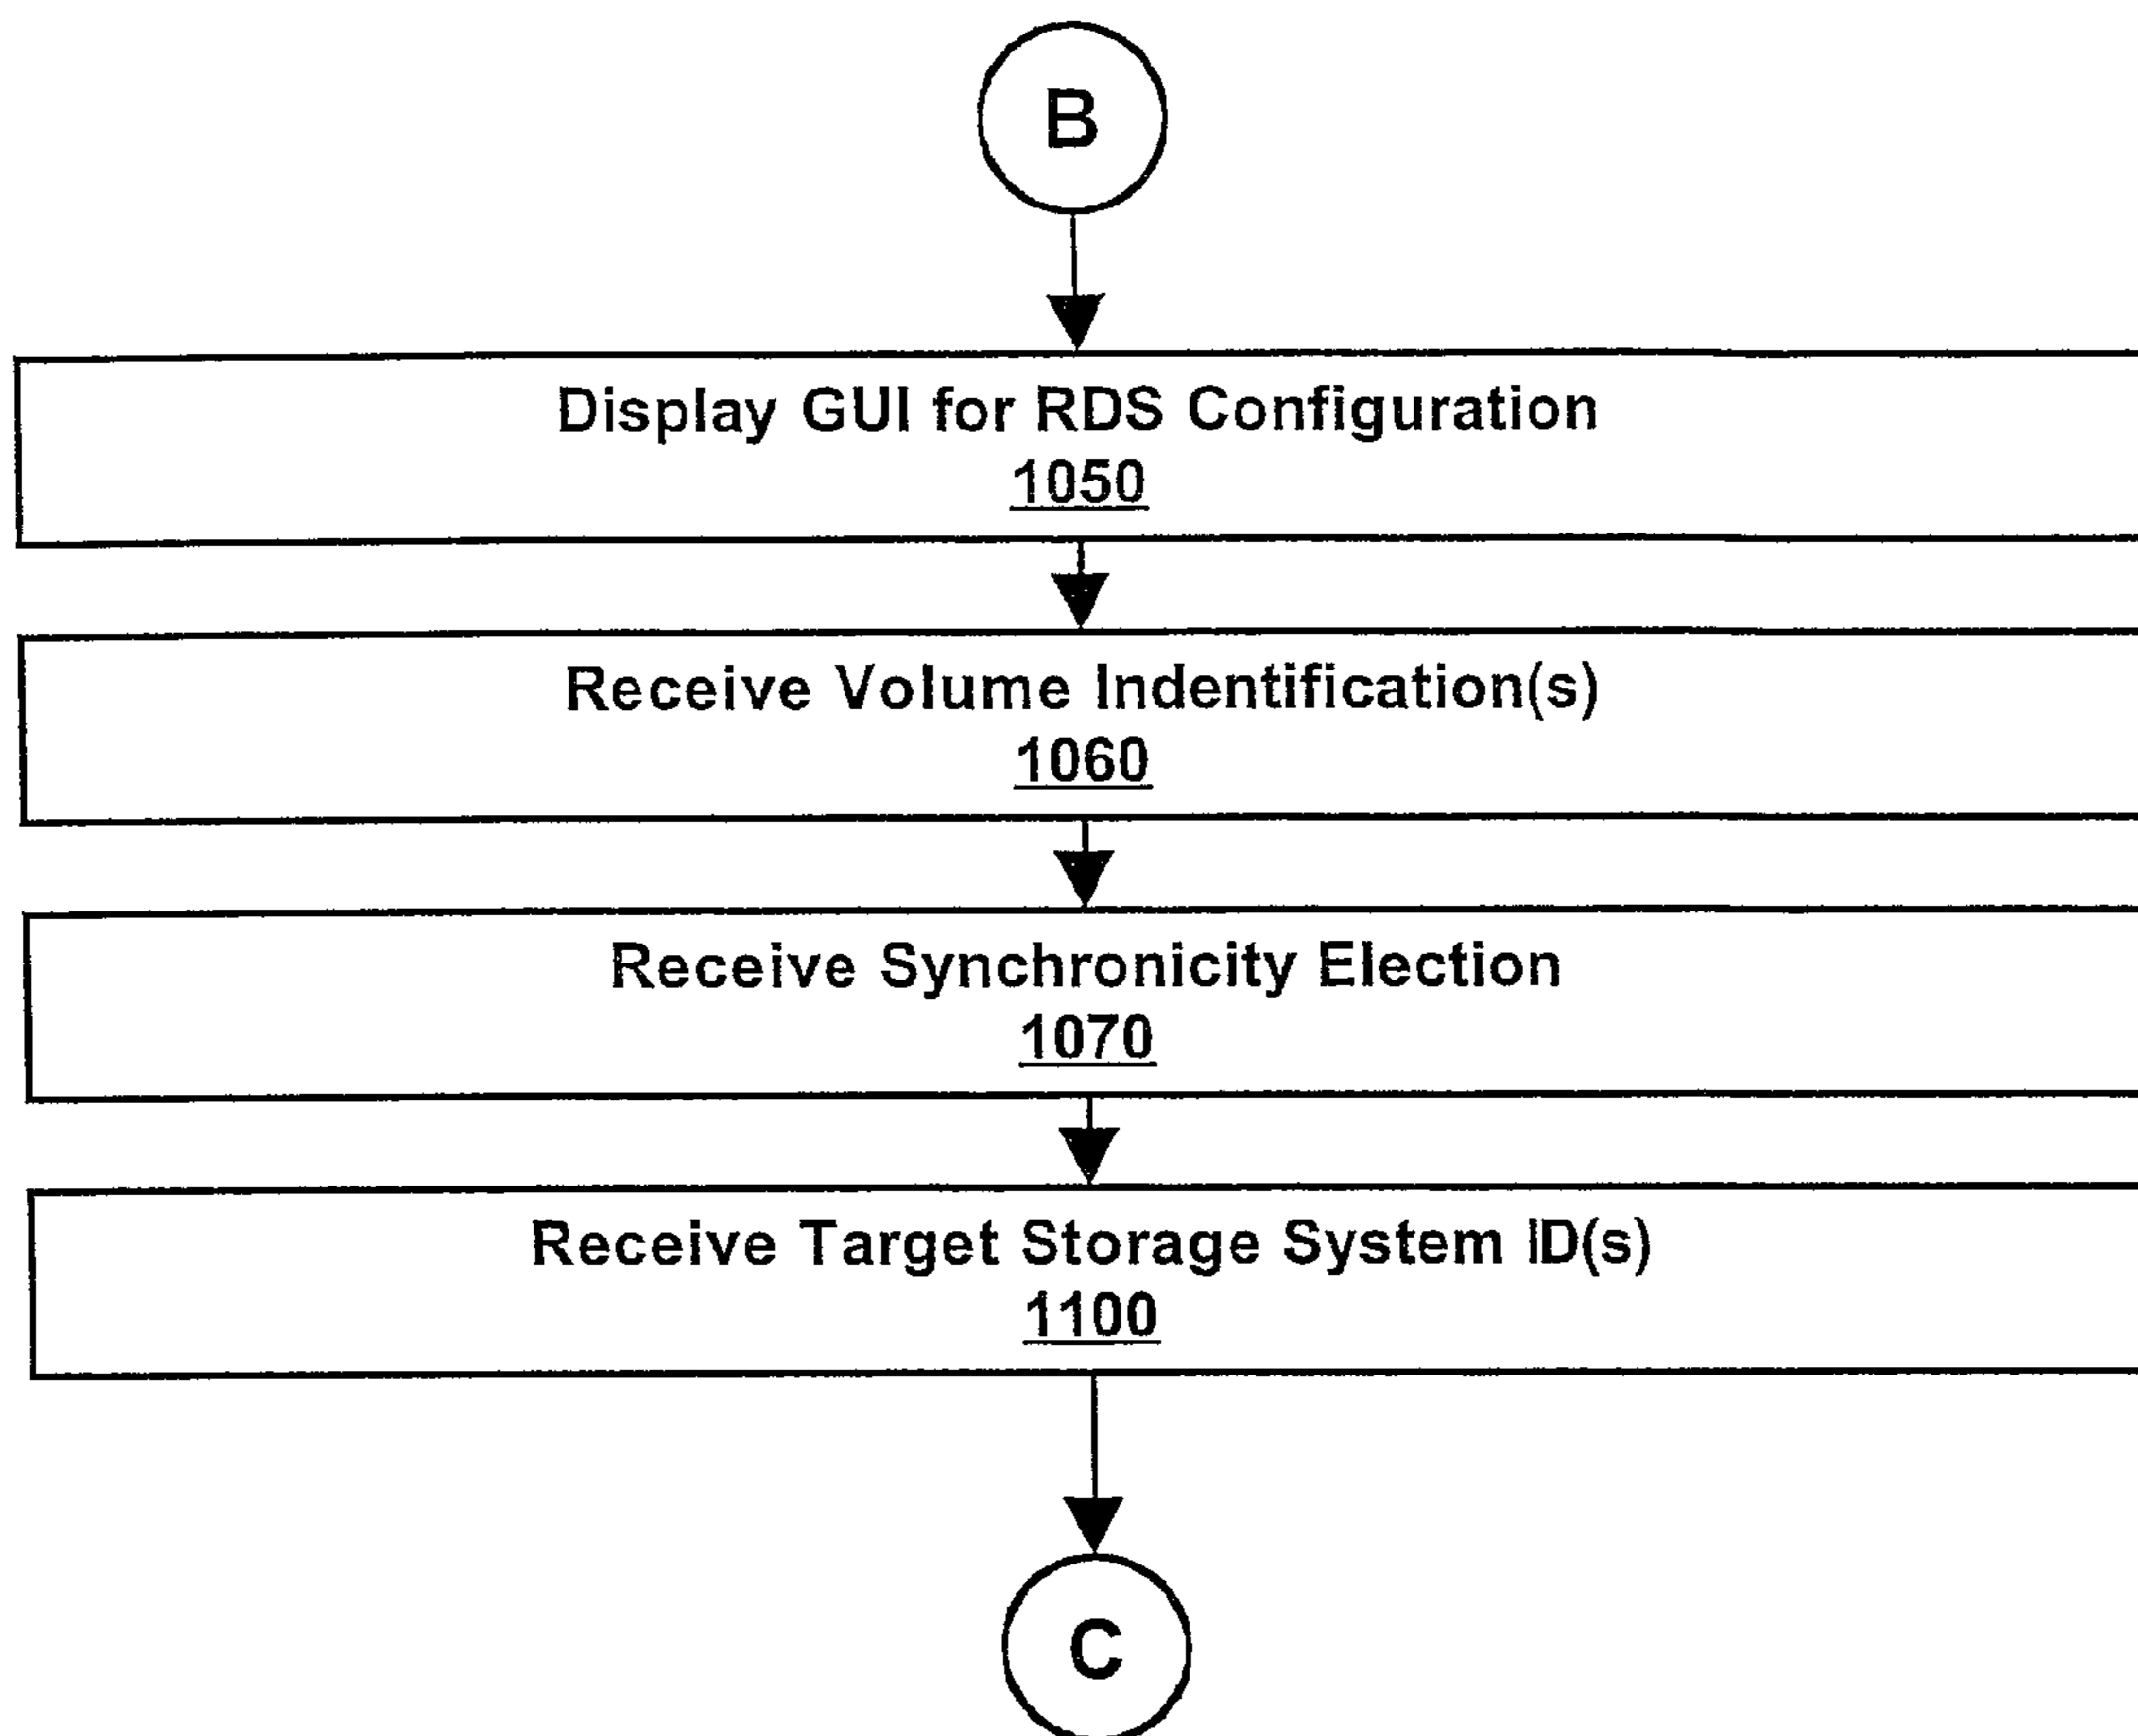 B
Display GUI for RDS Configuration
1050
Receive Volume Indentification(s)
1060
Receive Synchronicity Election
1070
Receive Target Storage System ID(s)
1100
C